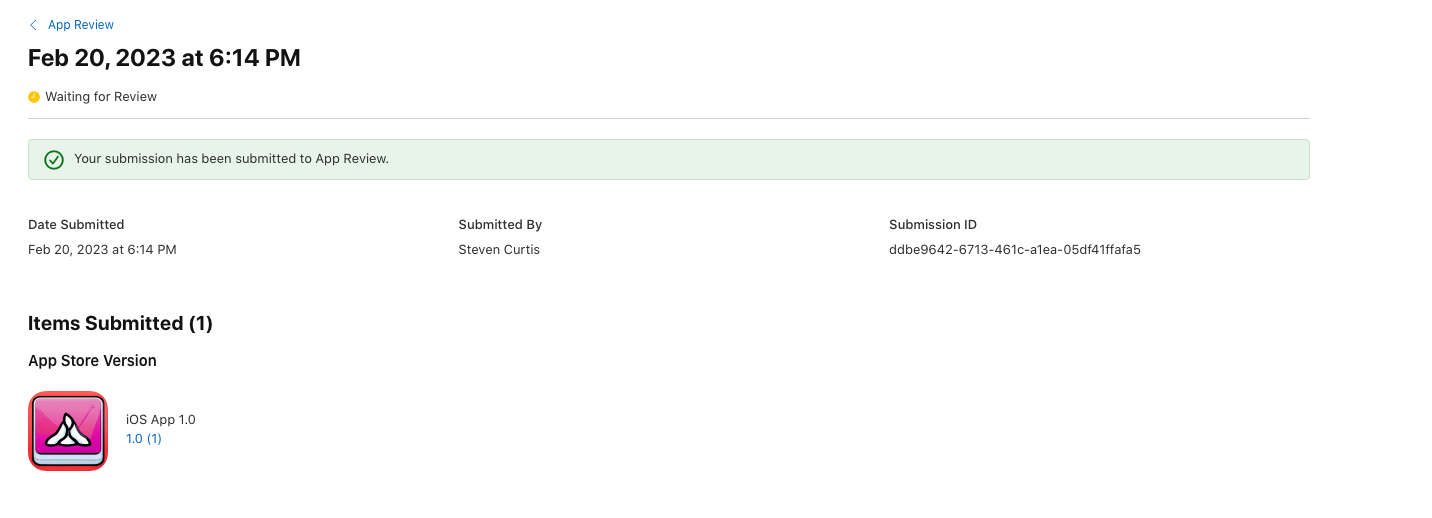 App Review
Feb 20, 2023 at 6:14 PM
Waiting for Review
Your submission has been submitted to App Review.
Date Submitted
Submitted By
Submission ID
Feb 20, 2023 at 6:14 PM
Steven Curtis
ddbe9642-6713-461c-a1ea-05df41ffafa5
Items Submitted (1)
App Store Version
iOS App 1.0
1.0 (1)